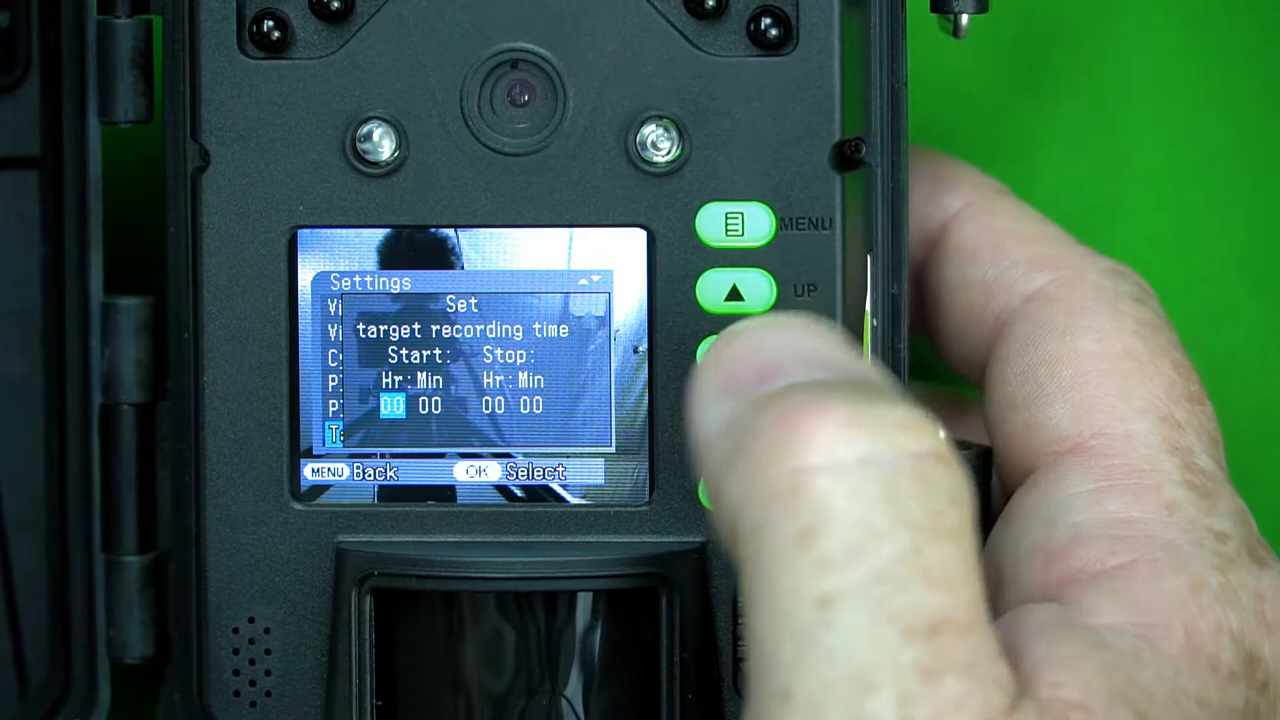 MENU
UP
Settings
Set
target recording time
Start: Stop:
Hr:Min Hr:Min
00 00 00 00
MENU Back OK Select